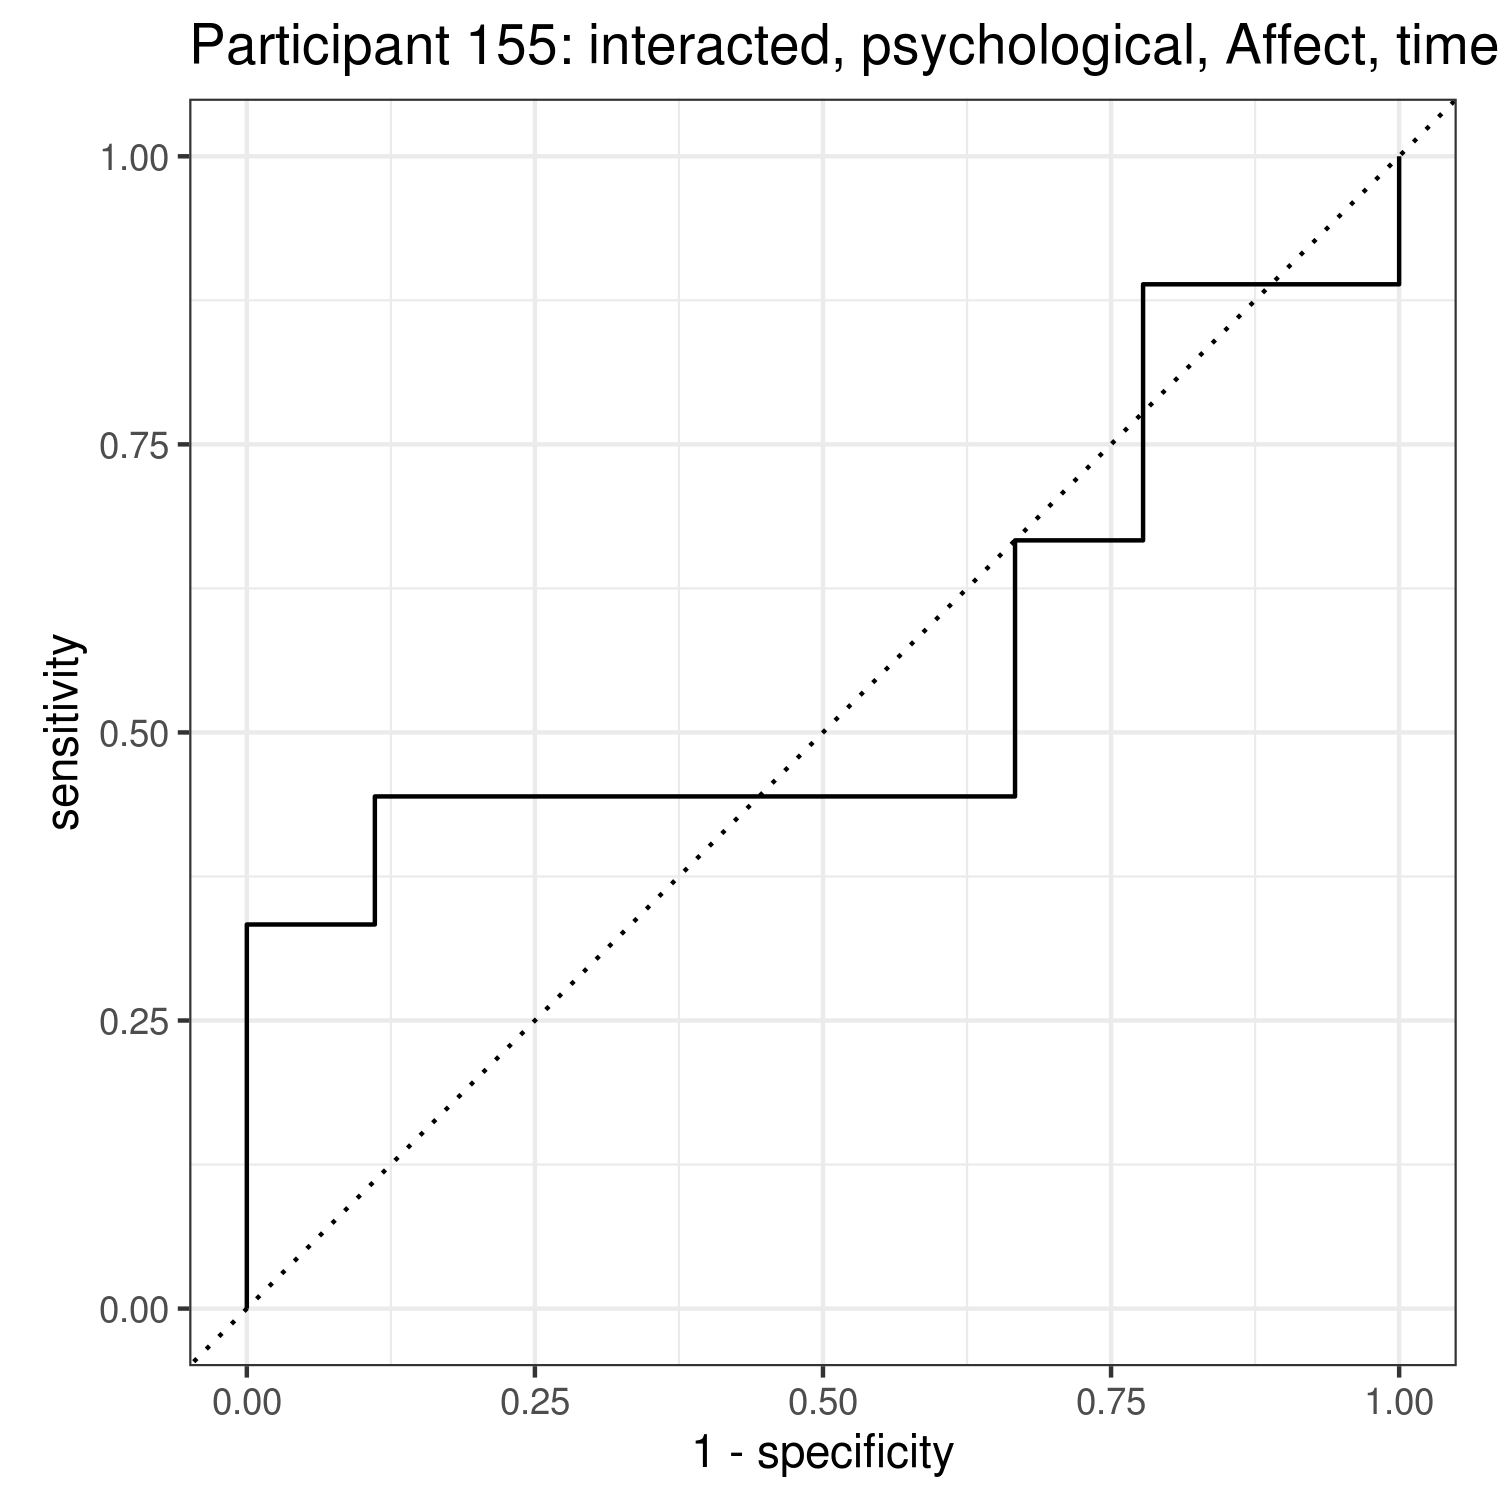 Participant 155: interacted, psychological, Affect, time
1.00
0.75
0.50
0.25
0.00
sensitivity
0.00 0.25 0.50 0.75 1.00
1 - specificity